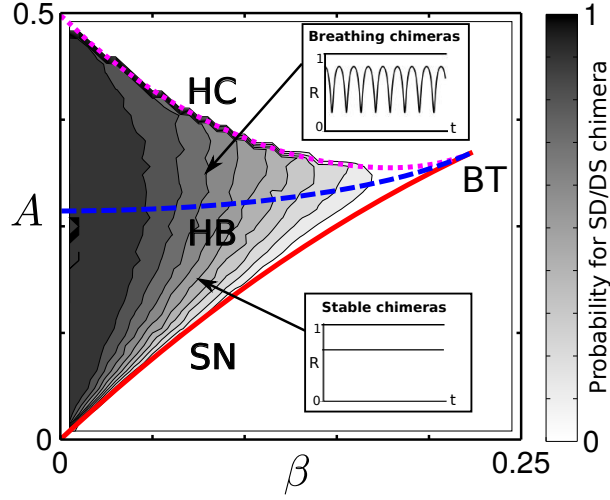 0.5
A
0
0
β
0.25
HC
HB
SN
BT
Breathing chimeras
1
R
0
t
Stable chimeras
1
R
0
t
1
0
Probability for SD/DS chimera